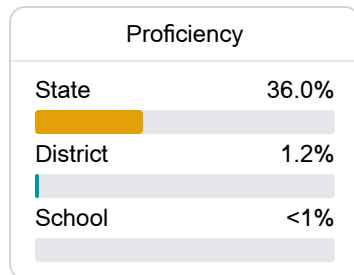 Proficiency
State 36.0%
District 1.2%
School <1%